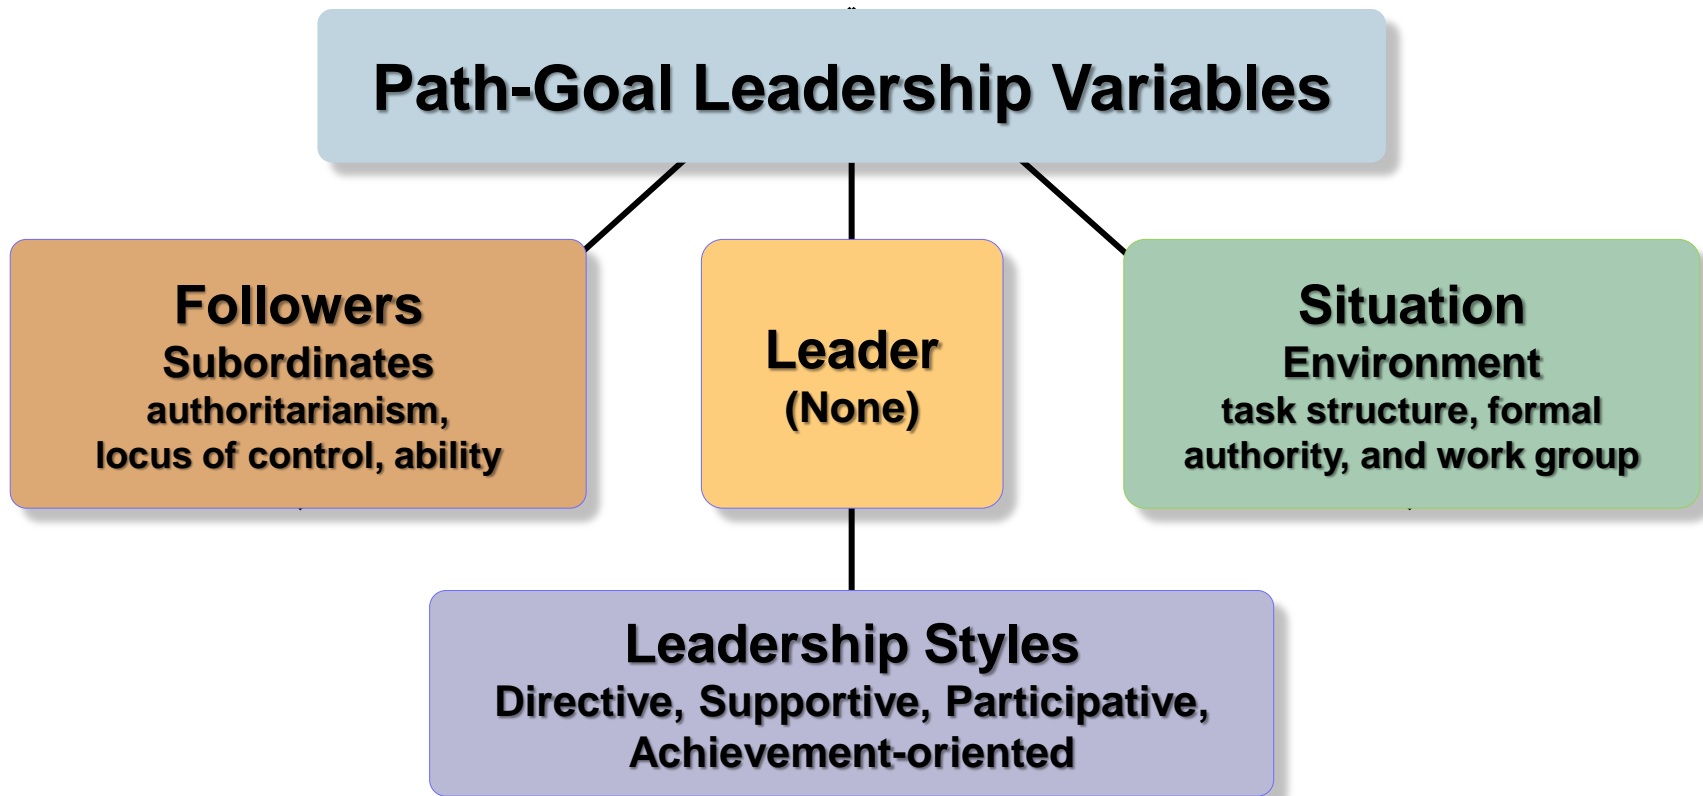 Path-Goal Leadership Variables
Followers
Subordinates
authoritarianism,
locus of control, ability
Leader
(None)
Situation
Environment
task structure, formal
authority, and work group
Leadership Styles
Directive, Supportive, Participative,
Achievement-oriented